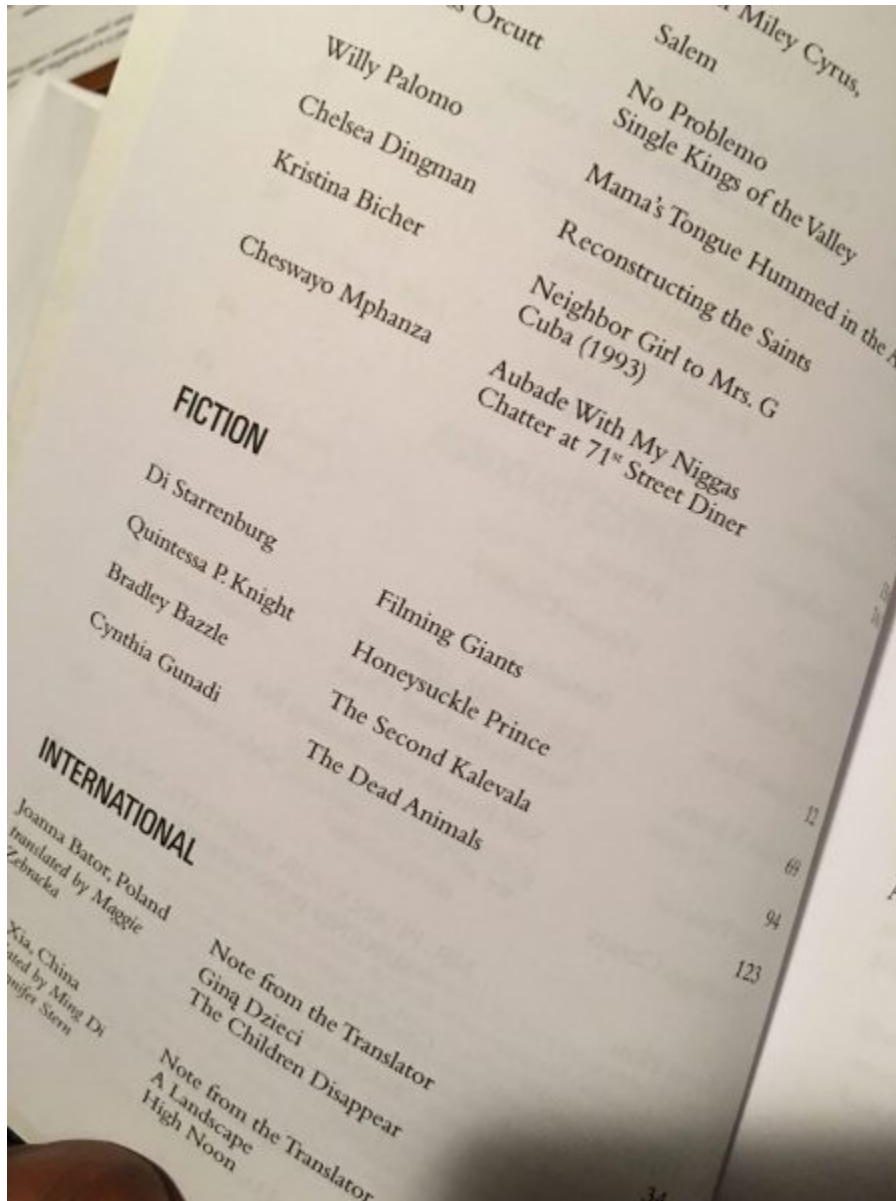 Orcutt
Miley Cyrus,
Salem
Willy Palomo
No Problemo
Single Kings of the Valley
Chelsea Dingman
Mama's Tongue Hummed in the
Kristina Bicher
Reconstructing the Saints
Neighbor Girl to Mrs. G
Cuba (1993)
Cheswayo Mphanza
Aubade With My Niggas
Chatter at 71st Street Diner
FICTION
Di Starrenburg
Filming Giants
12
Quintessa P. Knight
Honeysuckle Prince
69
Bradley Bazzle
The Second Kalevala
94
Cynthia Gunadi
The Dead Animals
123
INTERNATIONAL
Joanna Bator, Poland
translated by Maggie
Zebracka
Note from the Translator
Giną Dzieci
The Children Disappear
34
Xia, China
by Ming Di
Stern
Note from the Translator
A Landscape
High Noon